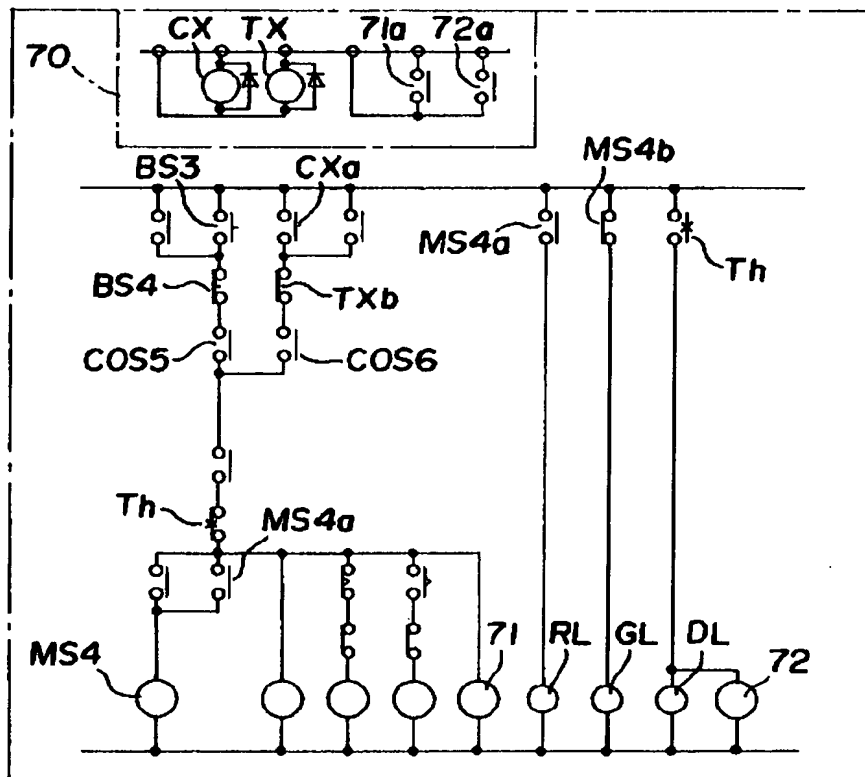 CX TX 71a 72a
70
BS3 CXa MS4b
MS4a
Th
BS4 TXb
COS5 COS6
Th MS4a
71 RL GL DL 72
MS4